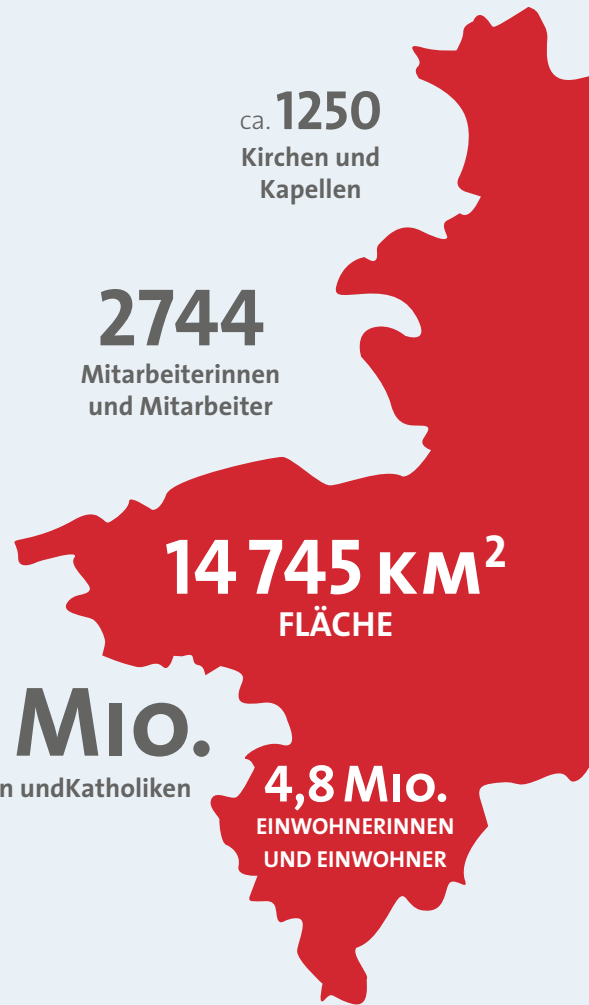 ca. 1250
Kirchen und
Kapellen
2744
Mitarbeiterinnen
und Mitarbeiter
14 745 KM²
FLÄCHE
Mio.
n undKatholiken
4,8 Mio.
EINWOHNERINNEN
UND EINWOHNER